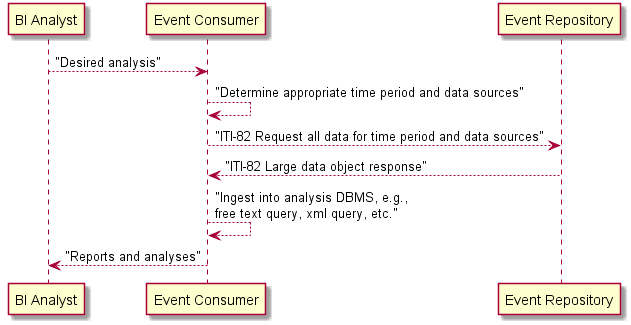 BI Analyst
Event Consumer
Event Repository
"Desired analysis"
"Determine appropriate time period and data sources"
"ITI-82 Request all data for time period and data sources"
"ITI-82 Large data object response"
"Ingest into analysis DBMS, e.g.,
free text query, xml query, etc."
"Reports and analyses"
BI Analyst
Event Consumer
Event Repository